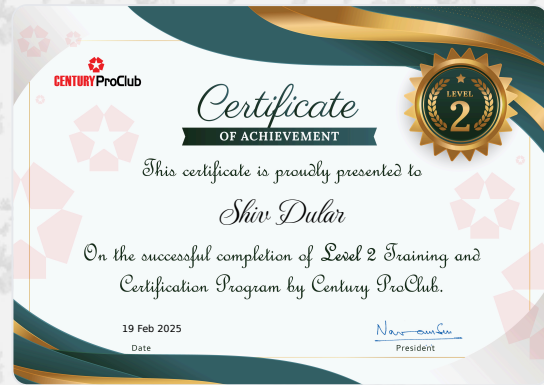 CENTURY ProClub
LEVEL
2
Certificate
OF ACHIEVEMENT
This certificate is proudly presented to
Shiv Dular
On the successful completion of Level 2 Training and
Certification Program by Century ProClub.
19 Feb 2025
Date
President